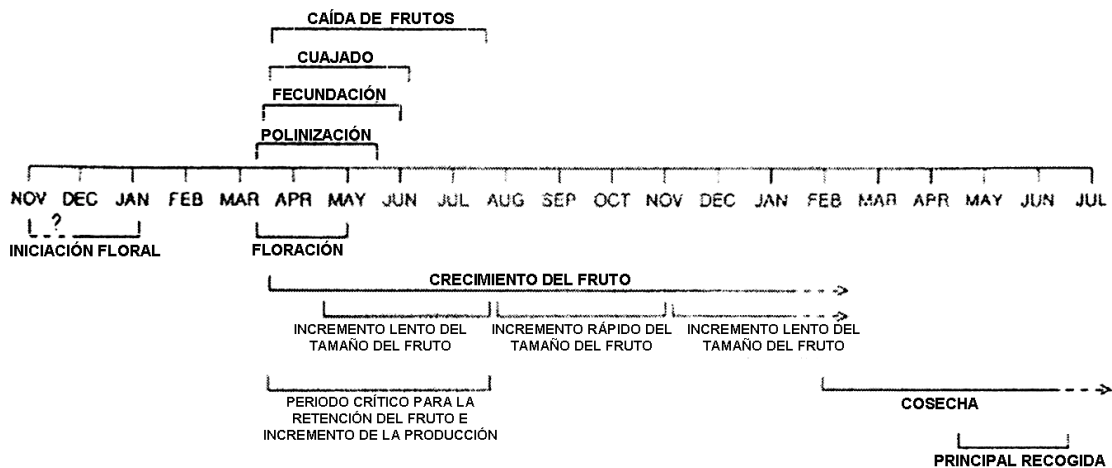 CAÍDA DE FRUTOS
CUAJADO
FECUNDACIÓN
POLINIZACIÓN
NOV DEC JAN FEB MAR APR MAY JUN JUL AUG SEP OCT NOV DEC JAN FEB MAR APR MAY JUN JUL
?
INICIACIÓN FLORAL FLORACIÓN
CRECIMIENTO DEL FRUTO
INCREMENTO LENTO DEL
TAMAÑO DEL FRUTO
INCREMENTO RÁPIDO DEL
TAMAÑO DEL FRUTO
INCREMENTO LENTO DEL
TAMAÑO DEL FRUTO
PERIODO CRÍTICO PARA LA
RETENCIÓN DEL FRUTO E
INCREMENTO DE LA PRODUCCIÓN
COSECHA
PRINCIPAL RECOGIDA